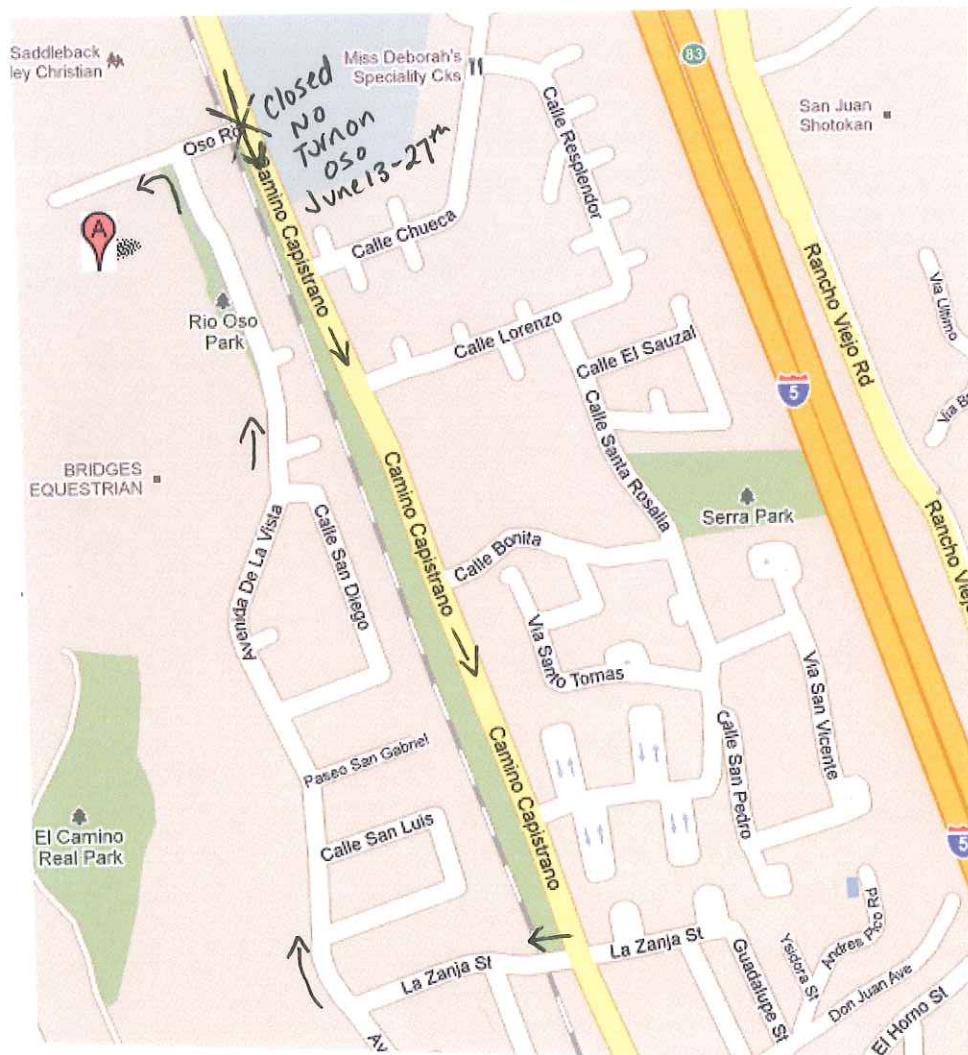 Saddleback
ley Christian
Miss Deborah's
Speciality Cks
83
San Juan
Shotokan
Closed
No
Turn on
Oso
June 13-27th
Oso Rd
Camino Capistrano
Calle Resplendor
Calle Chueca
A
Rio Oso
Park
Calle Lorenzo
Calle El Sauzal
5
Rancho Viejo Rd
Via Ultimo
Via B
BRIDGES
EQUESTRIAN
Calle Santa Rosalia
Serra Park
Rancho Viejo
Camino Capistrano
Calle Bonita
Avenida De La Vista
Calle San Diego
Via Santo Tomas
Via San Vicente
Calle San Pedro
Paseo San Gabriel
Camino Capistrano
El Camino
Real Park
Calle San Luis
5
La Zanja St
La Zanja St
Guadalupe St
Ysidora St
Andres Pico Rd
Don Juan Ave
El Horno St
Av